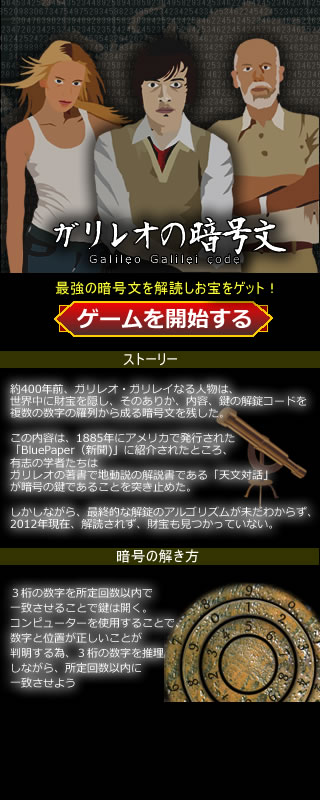 ガリレオの暗号文
Galileo Galilei code
最強の暗号文を解読しお宝をゲット！
ゲームを開始する
ストーリー
約400年前、ガリレオ・ガリレイなる人物は、
世界中に財宝を隠し、そのありか、内容、鍵の解錠コードを
複数の数字の羅列から成る暗号文を残した。
この内容は、1885年にアメリカで発行された
「BluePaper（新聞）」に紹介されたところ、
有志の学者たちは
ガリレオの著書で地動説の解説書である「天文対話」
が暗号の鍵であることを突き止めた。
しかしながら、最終的な解錠のアルゴリズムが未だわからず、
2012年現在、解読されず、財宝も見つかっていない。
暗号の解き方
３桁の数字を所定回数以内で
一致させることで鍵は開く。
コンピューターを使用することで、
数字と位置が正しいことが
判明する為、３桁の数字を推理
しながら、所定回数以内に
一致させよう